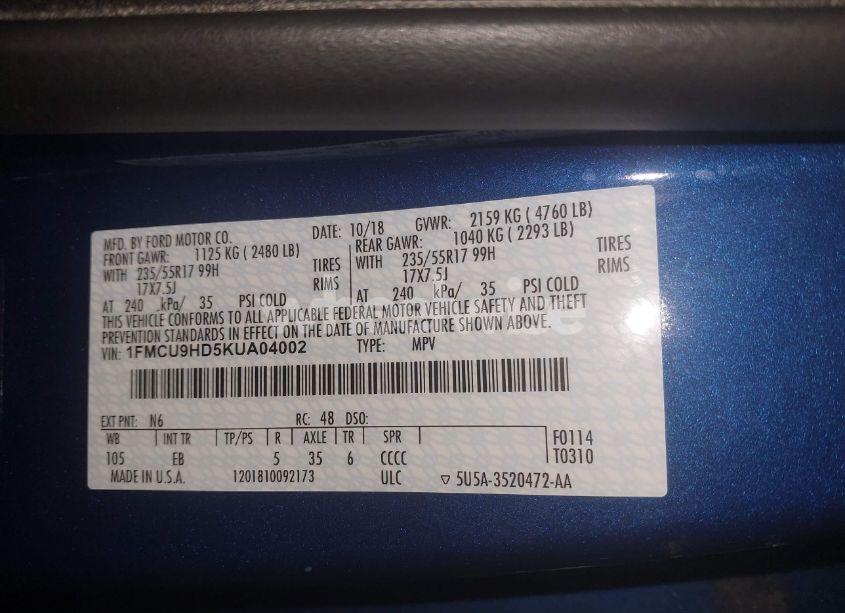 MFD. BY FORD MOTOR CO. DATE: 10/18 GVWR: 2159 KG ( 4760 LB)
FRONT GAWR: 1125 KG ( 2480 LB) REAR GAWR: 1040 KG ( 2293 LB)
WITH 235/55R17 99H TIRES WITH 235/55R17 99H TIRES
17X7.5J RIMS 17X7.5J RIMS
AT 240 kPa/ 35 PSI COLD AT 240 kPa/ 35 PSI COLD
THIS VEHICLE CONFORMS TO ALL APPLICABLE FEDERAL MOTOR VEHICLE SAFETY AND THEFT
PREVENTION STANDARDS IN EFFECT ON THE DATE OF MANUFACTURE SHOWN ABOVE.
VIN: 1FMCU9HD5KUA04002 TYPE: MPV
EXT PNT: N6 RC: 48 DSO:
WB INT TR TP/PS R AXLE TR SPR F0114
105 EB 5 35 6 CCCC T0310
MADE IN U.S.A. 1201810092173 ULC ▽ 5U5A-3520472-AA